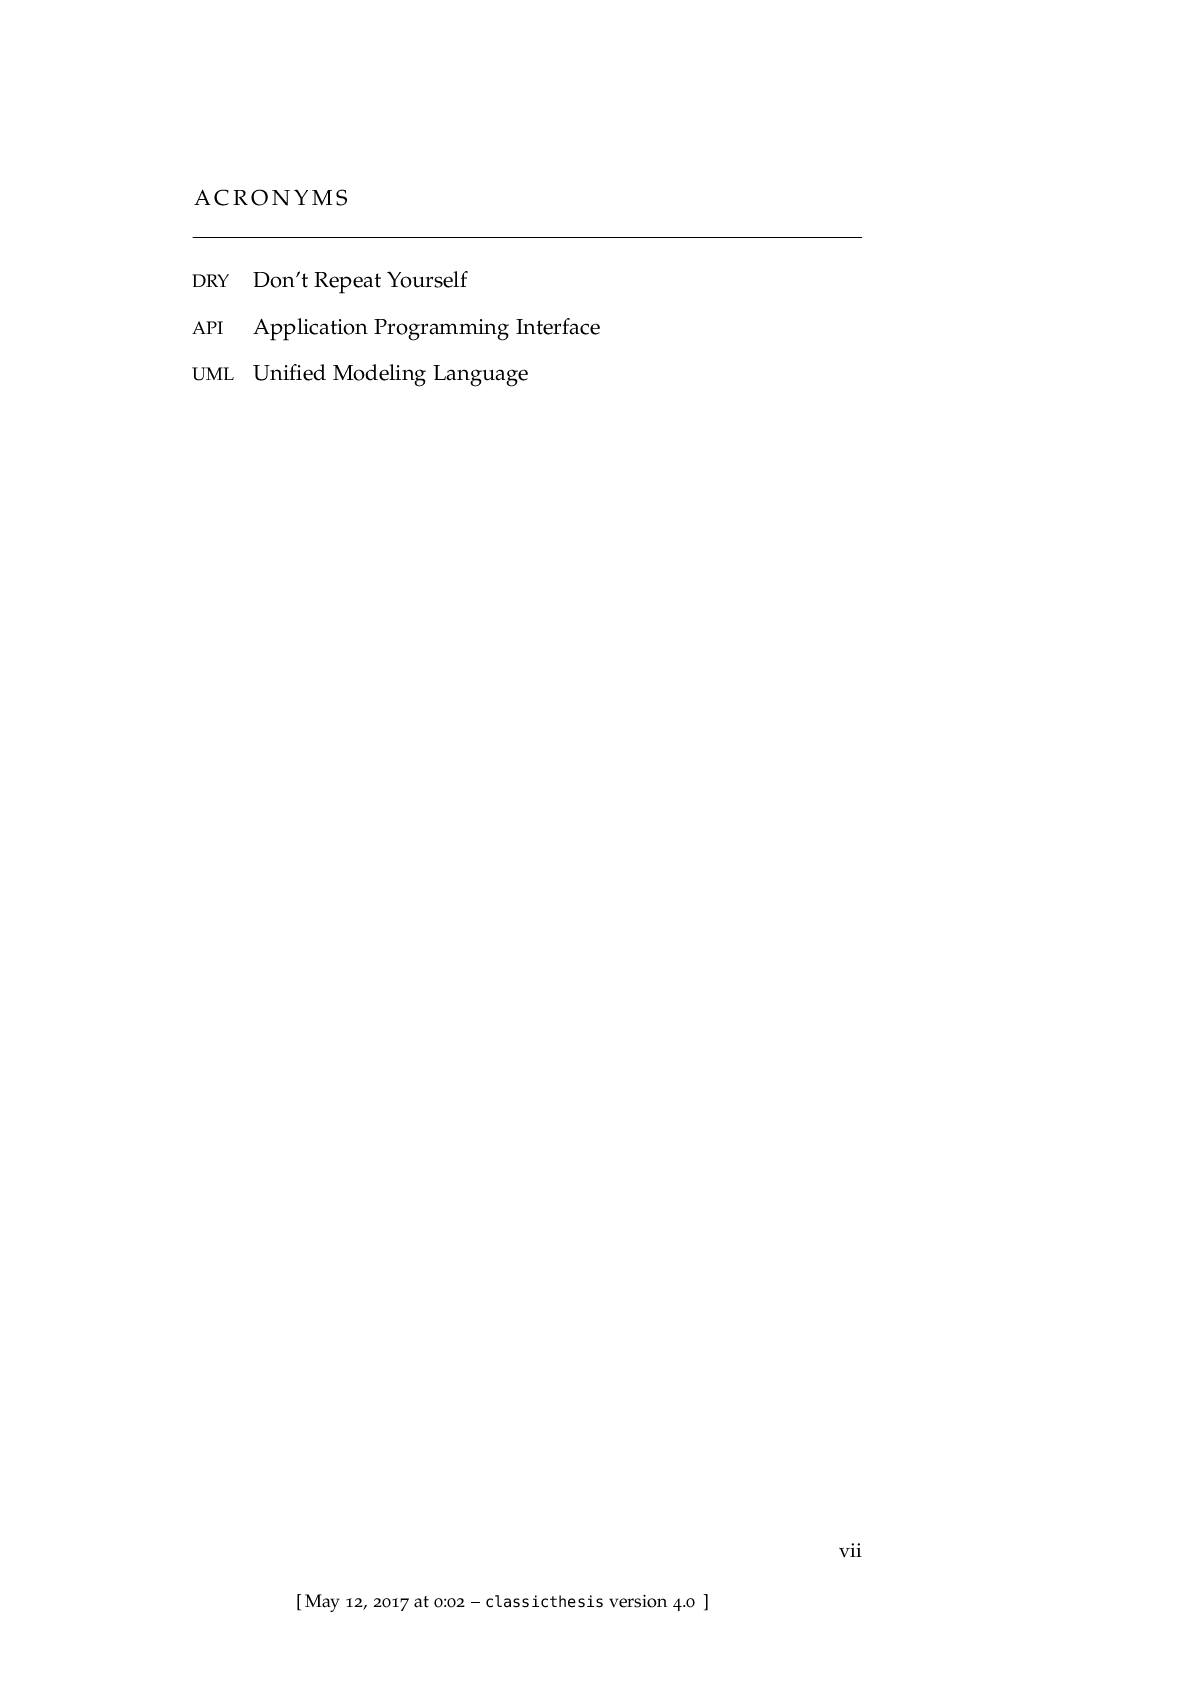 ACRONYMS
DRY Don’t Repeat Yourself
API Application Programming Interface
UML Unified Modeling Language
vii
[ May 12, 2017 at 0:02 – classicthesis version 4.0 ]